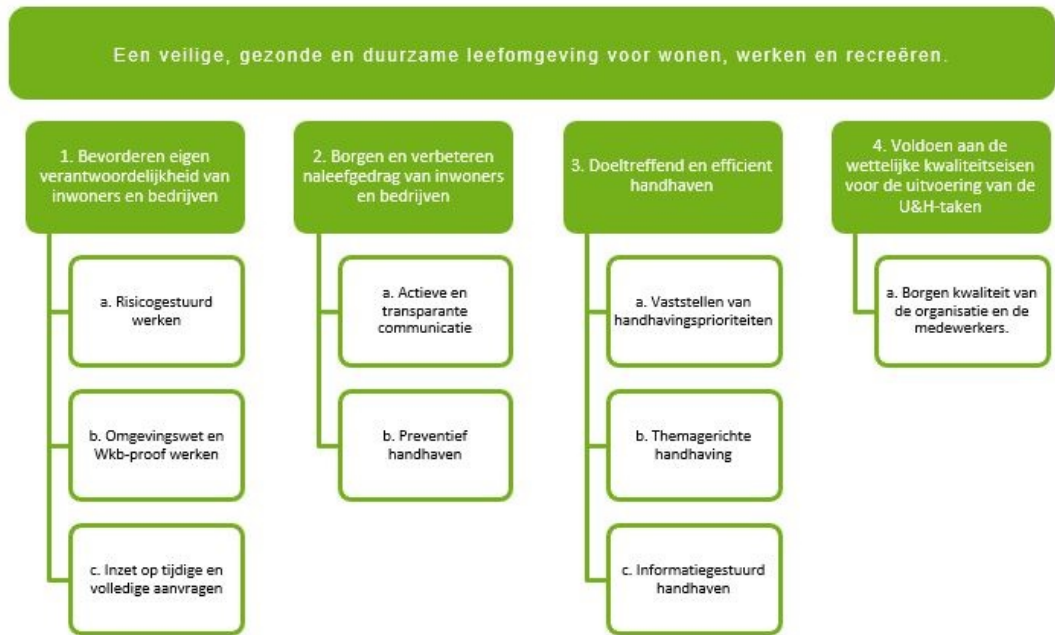 Een veilige, gezonde en duurzame leefomgeving voor wonen, werken en recreëren.
1. Bevorderen eigen
verantwoordelijkheid van
inwoners en bedrijven
a. Risicogestuurd
werken
b. Omgevingswet en
Wkb-proof werken
c. Inzet op tijdige en
volledige aanvragen
2. Borgen en verbeteren
naleefgedrag van inwoners
en bedrijven
a. Actieve en
transparante
communicatie
b. Preventief
handhaven
3. Doeltreffend en efficient
handhaven
a. Vaststellen van
handhavingsprioriteiten
b. Themagerichte
handhaving
c. Informatiegestuurd
handhaven
4. Voldoen aan de
wettelijke kwaliteitseisen
voor de uitvoering van de
U&H-taken
a. Borgen kwaliteit van
de organisatie en de
medewerkers.